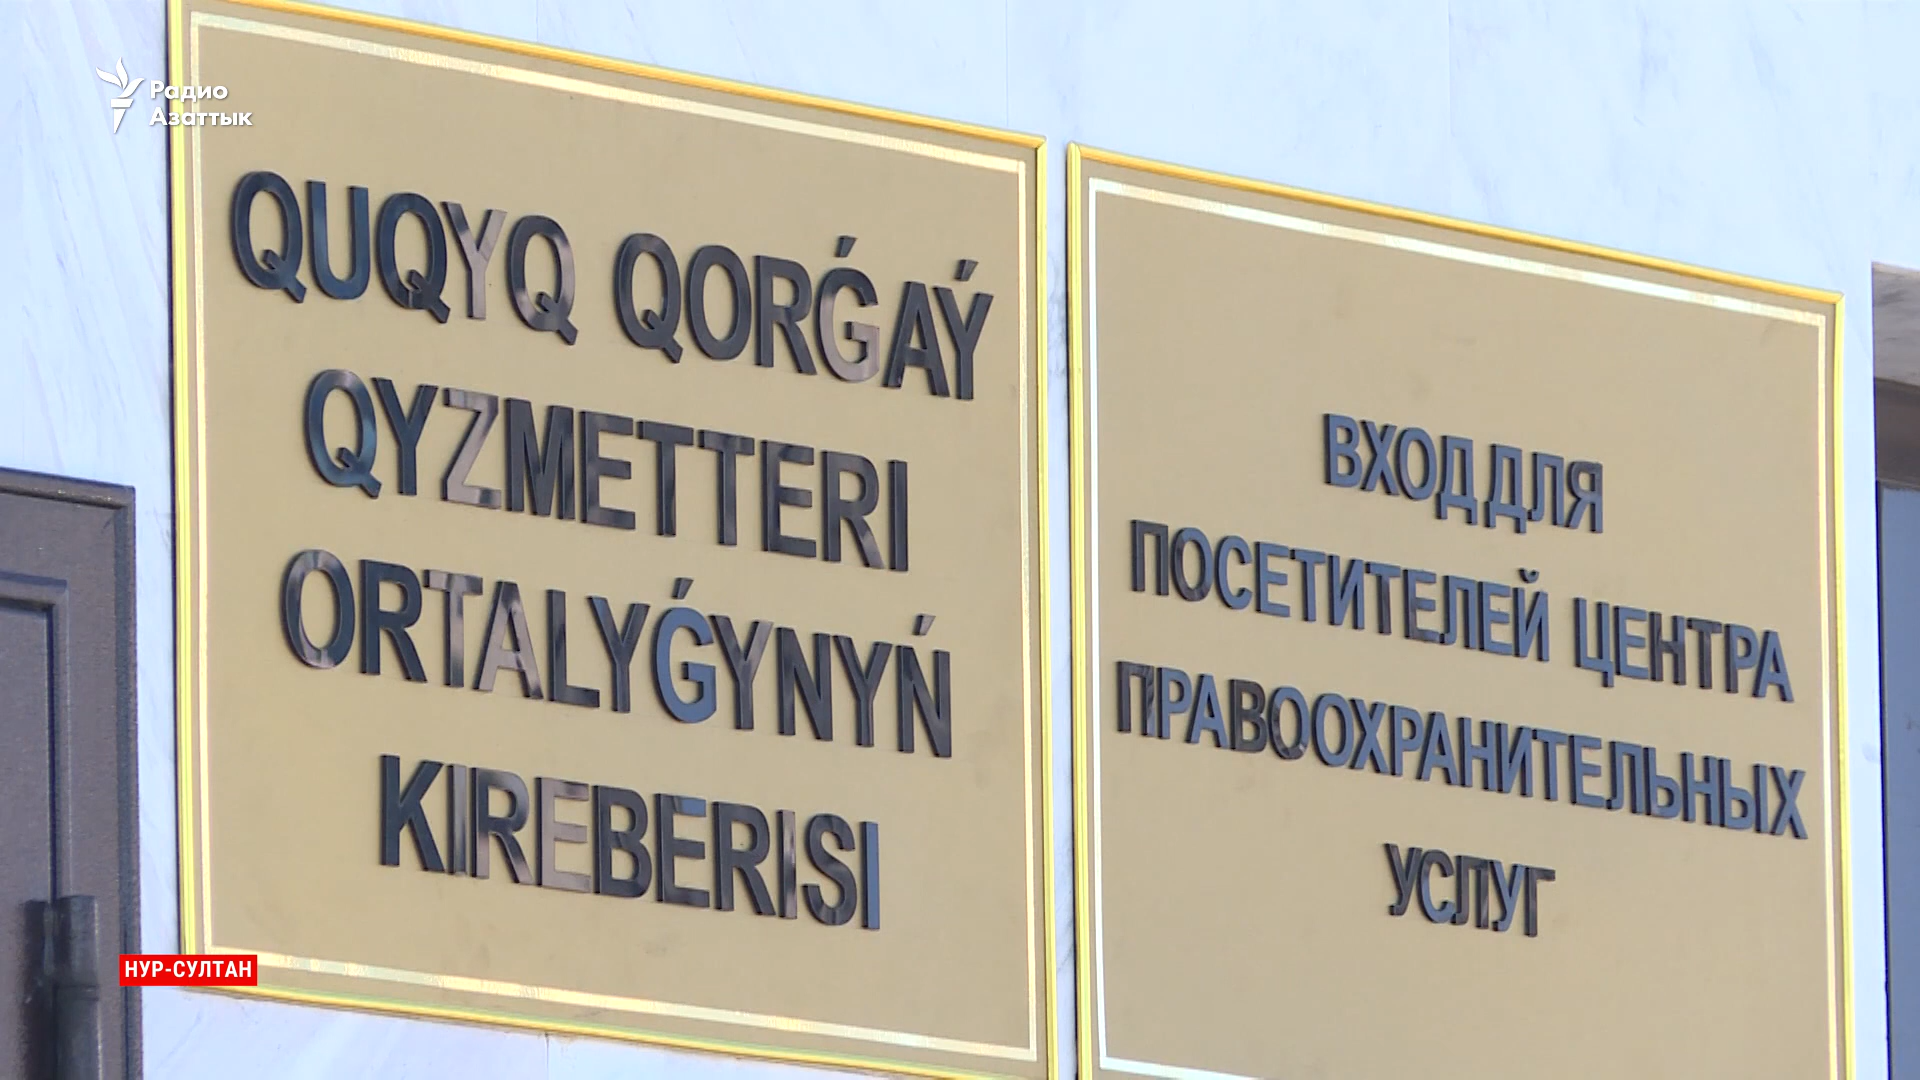 Радио
Азаттык
QUQYQ QORǴAÝ
QYZMETTERI
ORTALYǴYNYŃ
KIREBERISI
ВХОД ДЛЯ
ПОСЕТИТЕЛЕЙ ЦЕНТРА
ПРАВООХРАНИТЕЛЬНЫХ
УСЛУГ
НУР-СУЛТАН